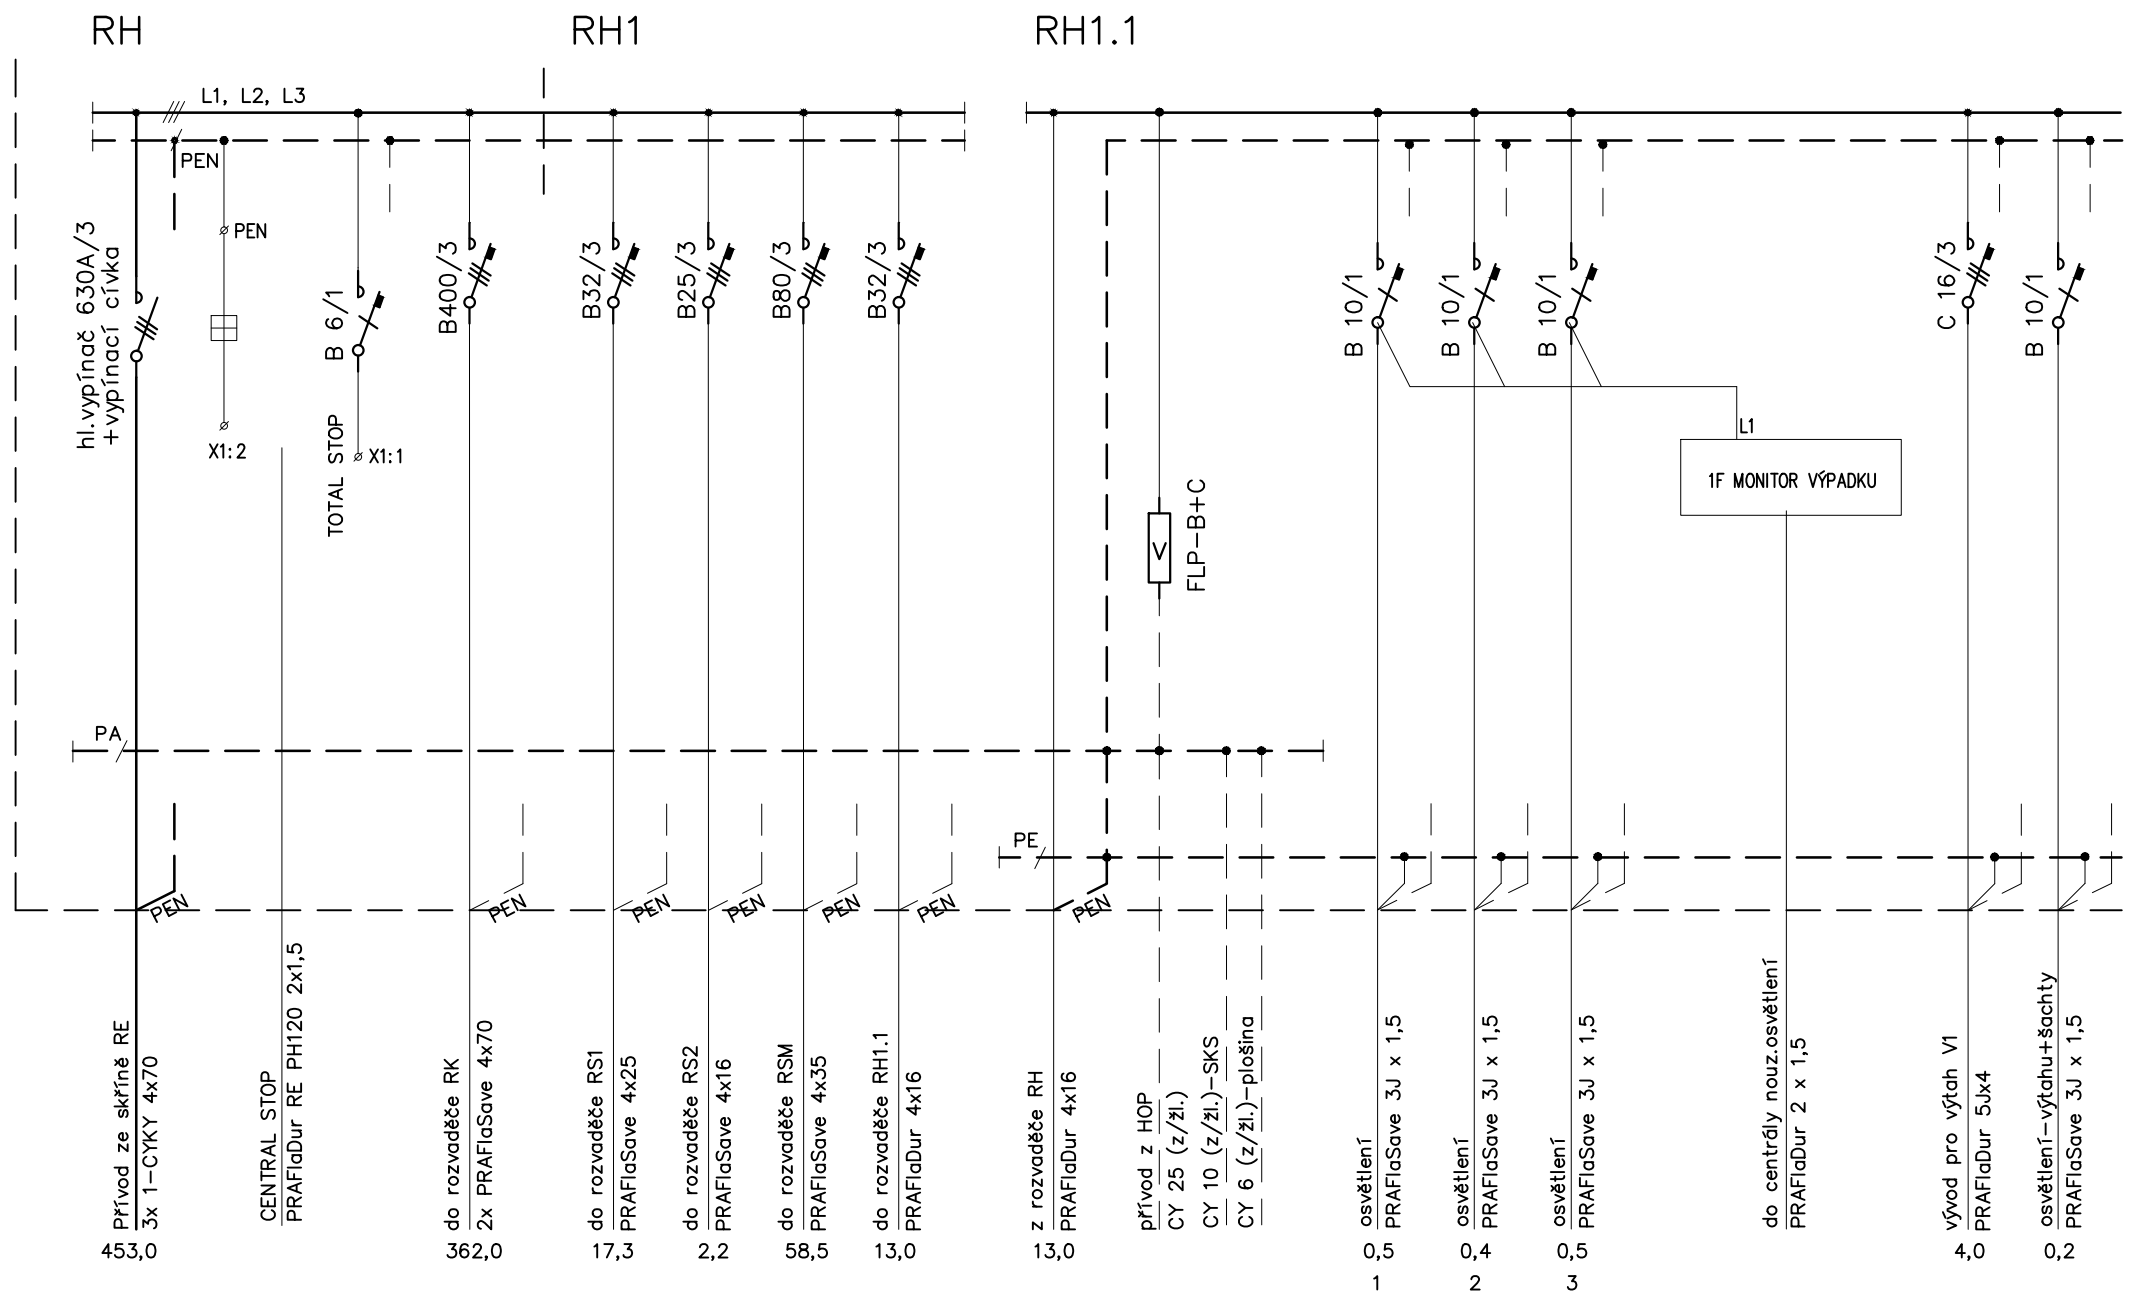 RH
RH1
RH1.1
L1, L2, L3
PEN
PEN
hl.vypínač 630A/3
+vypínací cívka
X1:2
B 6/1
TOTAL STOP
X1:1
B400/3
B32/3
B25/3
B80/3
B32/3
FLP-B+C
B 10/1
B 10/1
B 10/1
C 16/3
B 10/1
L1
1F MONITOR VÝPADKU
PA
PE
PEN
PEN
PEN
PEN
PEN
PEN
PEN
Přívod ze skříně RE
3x 1-CYKY 4x70
453,0
CENTRAL STOP
PRAFlaDur RE PH120 2x1,5
do rozvaděče RK
2x PRAFlaSave 4x70
362,0
do rozvaděče RS1
PRAFlaSave 4x25
17,3
do rozvaděče RS2
PRAFlaSave 4x16
2,2
do rozvaděče RSM
PRAFlaSave 4x35
58,5
do rozvaděče RH1.1
PRAFlaDur 4x16
13,0
z rozvaděče RH
PRAFlaDur 4x16
13,0
přívod z HOP
CY 25 (z/žl.)
CY 10 (z/žl.)-SKS
CY 6 (z/žl.)-plošina
osvětlení
PRAFlaSave 3J x 1,5
0,5
1
osvětlení
PRAFlaSave 3J x 1,5
0,4
2
osvětlení
PRAFlaSave 3J x 1,5
0,5
3
do centrály nouz.osvětlení
PRAFlaDur 2 x 1,5
vývod pro výtah V1
PRAFlaDur 5Jx4
4,0
osvětlení-výtahu+šachty
PRAFlaSave 3J x 1,5
0,2